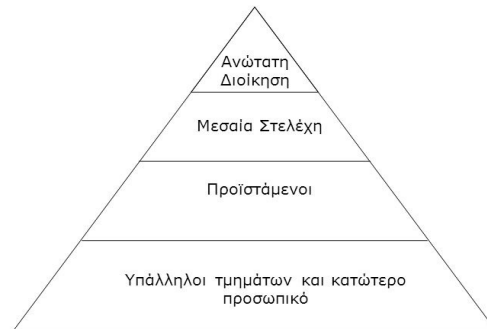 Ανώτατη
Διοίκηση
Μεσαία Στελέχη
Προϊστάμενοι
Υπάλληλοι τμημάτων και κατώτερο
προσωπικό